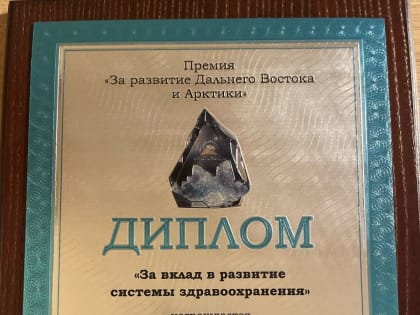 Премия
«За развитие Дальнего Востока
и Арктики»
ДИПЛОМ
«За вклад в развитие
системы здравоохранения»